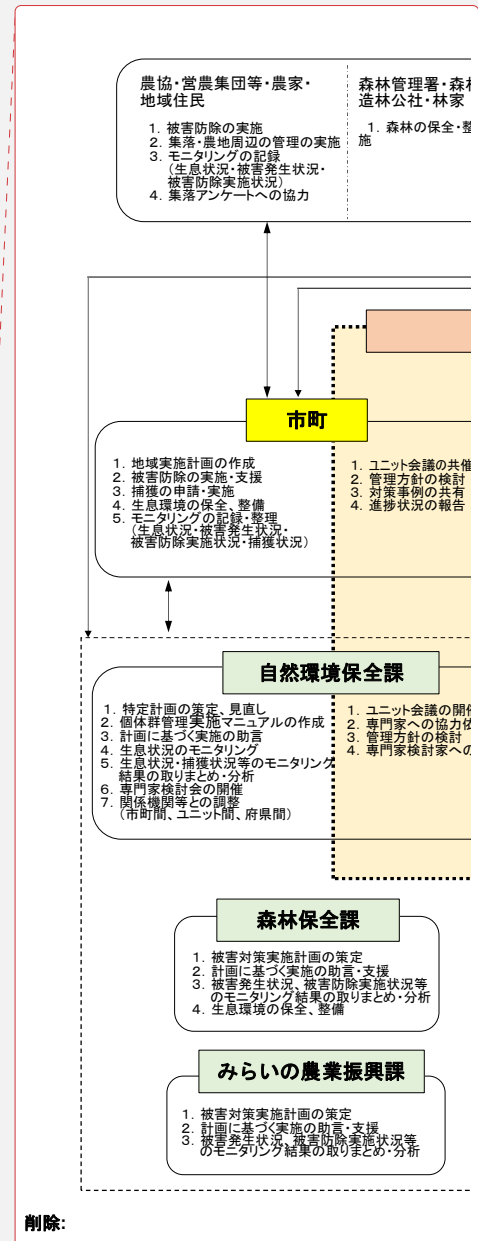 農協・営農集団等・農家・
地域住民
1. 被害防除の実施
2. 集落・農地周辺の管理の実施
3. モニタリングの記録
(生息状況・被害発生状況・
被害防除実施状況)
4. 集落アンケートへの協力
森林管理署・森林
造林公社・林家
1. 森林の保全・整
施
市町
1. 地域実施計画の作成
2. 被害防除の実施・支援
3. 捕獲の申請・実施
4. 生息環境の保全、整備
5. モニタリングの記録・整理
(生息状況・被害発生状況・
被害防除実施状況・捕獲状況)
1. ユニット会議の共催
2. 管理方針の検討
3. 対策事例の共有
4. 進捗状況の報告
自然環境保全課
1. 特定計画の策定、見直し
2. 個体群管理実施マニュアルの作成
3. 計画に基づく実施の助言
4. 生息状況のモニタリング
5. 生息状況・捕獲状況等のモニタリング
結果の取りまとめ・分析
6. 専門家検討会の開催
7. 関係機関等との調整
(市町間、ユニット間、府県間)
1. ユニット会議の開催
2. 専門家への協力依
3. 管理方針の検討
4. 専門家検討家への
森林保全課
1. 被害対策実施計画の策定
2. 計画に基づく実施の助言・支援
3. 被害発生状況、被害防除実施状況等
のモニタリング結果の取りまとめ・分析
4. 生息環境の保全、整備
みらいの農業振興課
1. 被害対策実施計画の策定
2. 計画に基づく実施の助言・支援
3. 被害発生状況、被害防除実施状況等
のモニタリング結果の取りまとめ・分析
削除: